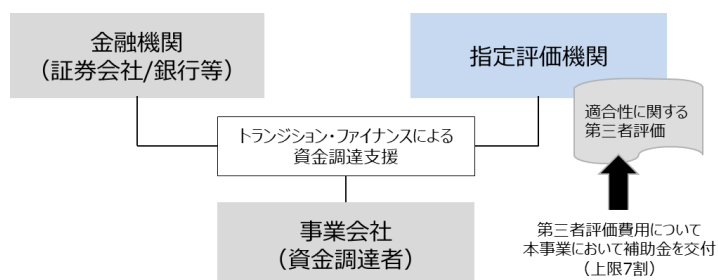 金融機関
（証券会社/銀行等）
指定評価機関
適合性に関する
第三者評価
トランジション・ファイナンスによる
資金調達支援
事業会社
（資金調達者）
第三者評価費用について
本事業において補助金を交付
（上限7割）